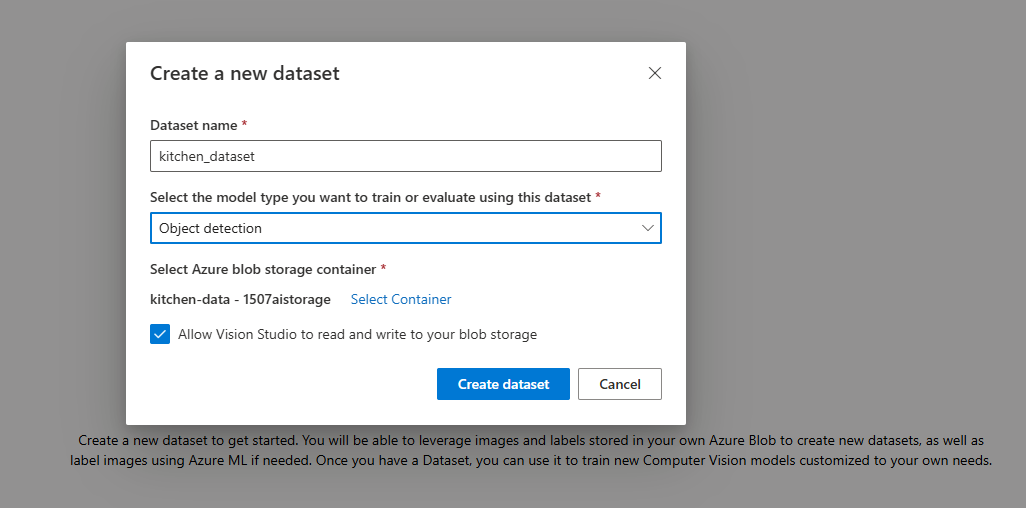 Create a new dataset
Dataset name *
kitchen_dataset
Select the model type you want to train or evaluate using this dataset *
Object detection
Select Azure blob storage container *
kitchen-data - 1507aistorage Select Container
Allow Vision Studio to read and write to your blob storage
Create dataset Cancel
Create a new dataset to get started. You will be able to leverage images and labels stored in your own Azure Blob to create new datasets, as well as
label images using Azure ML if needed. Once you have a Dataset, you can use it to train new Computer Vision models customized to your own needs.